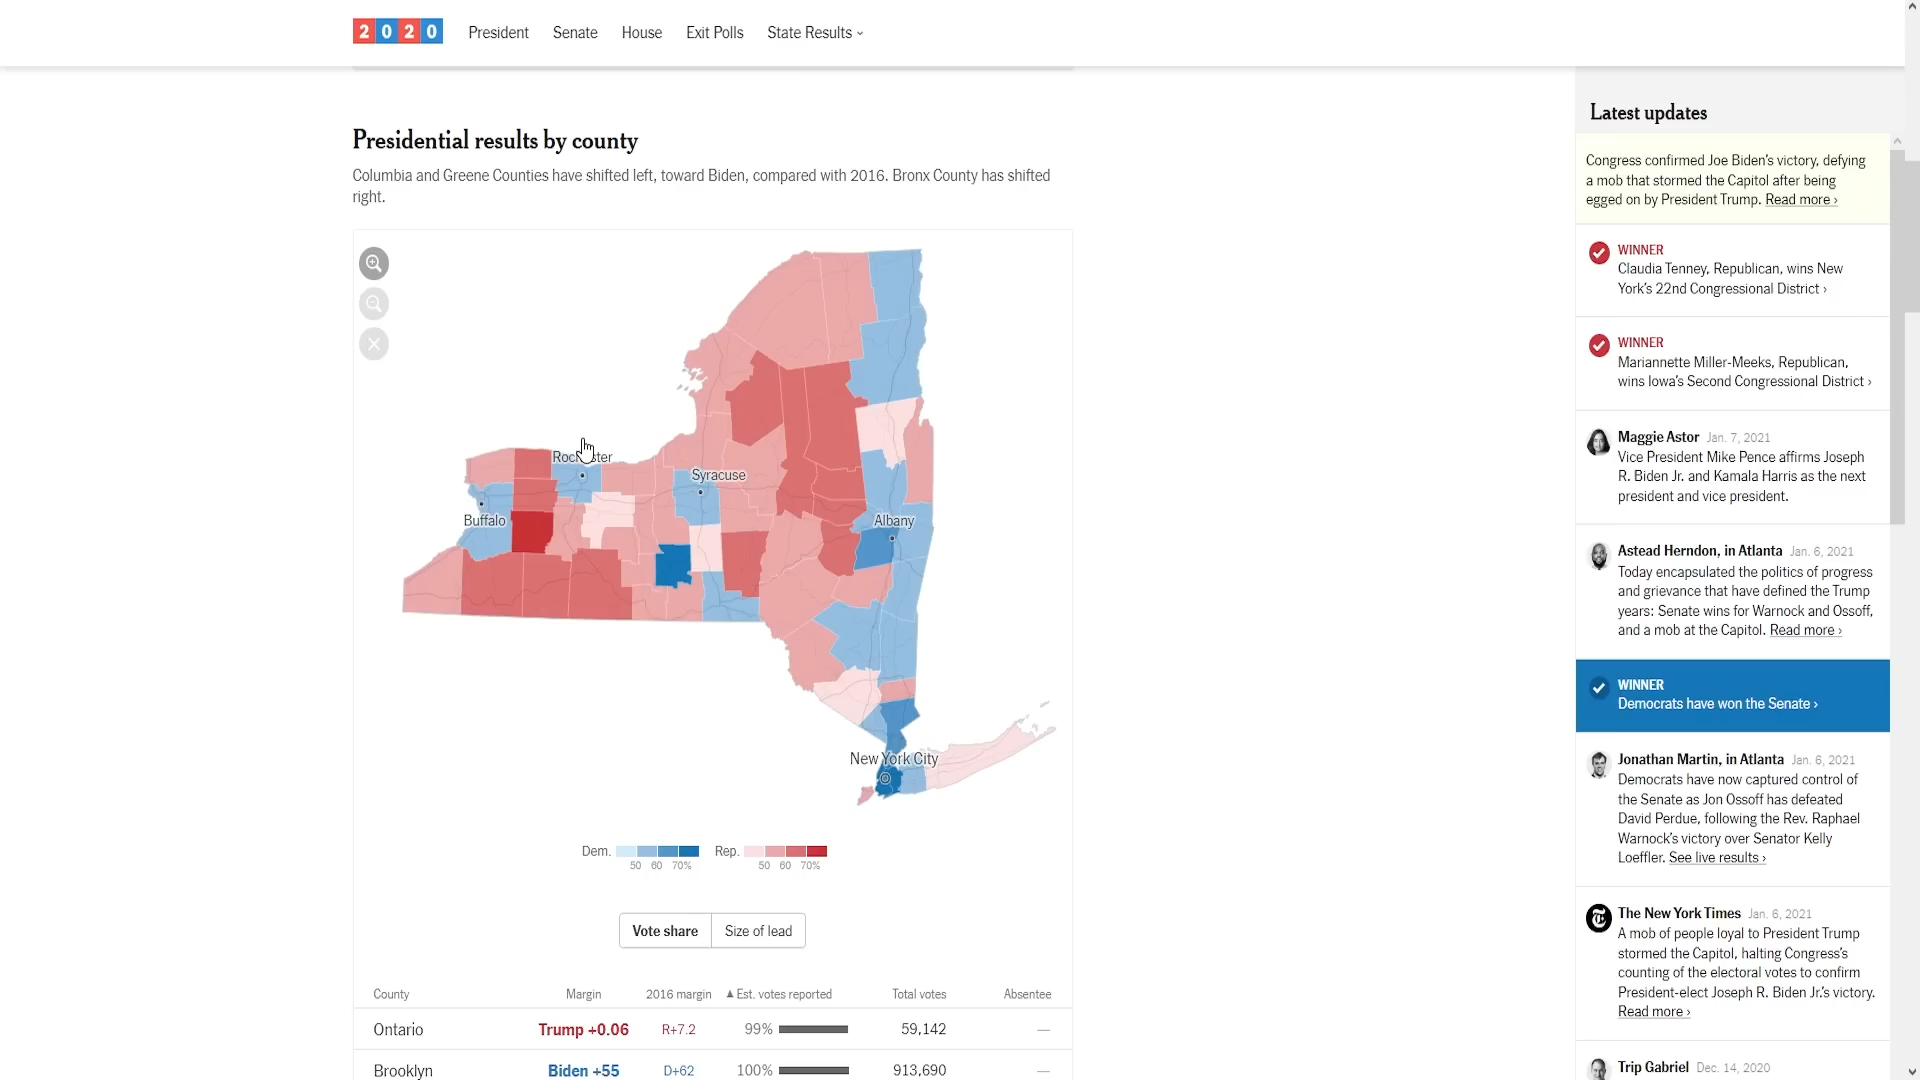 2020 President Senate House Exit Polls State Results
Presidential results by county
Columbia and Greene Counties have shifted left, toward Biden, compared with 2016. Bronx County has shifted
right.
Rochester
Syracuse
Buffalo
Albany
New York City
Dem. Rep.
50 60 70% 50 60 70%
Vote share Size of lead
County Margin 2016 margin ▲ Est. votes reported Total votes Absentee
Ontario Trump +0.06 R+7.2 99% 59,142 —
Brooklyn Biden +55 D+62 100% 913,690 —
Latest updates
Congress confirmed Joe Biden’s victory, defying
a mob that stormed the Capitol after being
egged on by President Trump. Read more ›
WINNER
Claudia Tenney, Republican, wins New
York’s 22nd Congressional District ›
WINNER
Mariannette Miller-Meeks, Republican,
wins Iowa’s Second Congressional District ›
Maggie Astor Jan. 7, 2021
Vice President Mike Pence affirms Joseph
R. Biden Jr. and Kamala Harris as the next
president and vice president.
Astead Herndon, in Atlanta Jan. 6, 2021
Today encapsulated the politics of progress
and grievance that have defined the Trump
years: Senate wins for Warnock and Ossoff,
and a mob at the Capitol. Read more ›
WINNER
Democrats have won the Senate ›
Jonathan Martin, in Atlanta Jan. 6, 2021
Democrats have now captured control of
the Senate as Jon Ossoff has defeated
David Perdue, following the Rev. Raphael
Warnock’s victory over Senator Kelly
Loeffler. See live results ›
The New York Times Jan. 6, 2021
A mob of people loyal to President Trump
stormed the Capitol, halting Congress’s
counting of the electoral votes to confirm
President-elect Joseph R. Biden Jr.’s victory.
Read more ›
Trip Gabriel Dec. 14, 2020